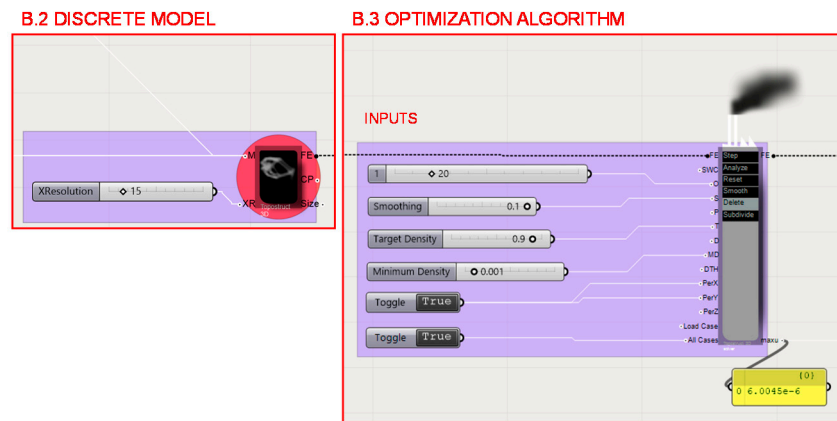 B.2 DISCRETE MODEL
M
FE
CP
XResolution
15
XR
Size
Topostruct
3D
B.3 OPTIMIZATION ALGORITHM
INPUTS
FE
Step
FE
1
20
SWC
Analyze
O
Reset
Smoothing
0.1
S
Smooth
P
Delete
T
Subdivide
Target Density
0.9
D
MD
Minimum Density
0.001
DTH
PerX
Toggle
True
PerY
PerZ
Load Case
Toggle
True
All Cases
maxu
{0}
0 6.0045e-6